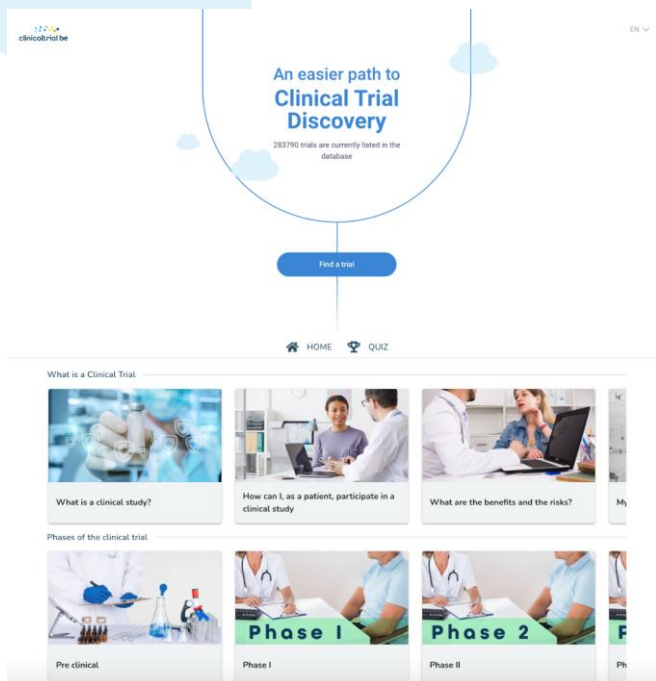 clinicaltrial.be
EN
An easier path to
Clinical Trial
Discovery
283790 trials are currently listed in the
database
Find a trial
HOME QUIZ
What is a Clinical Trial
What is a clinical study?
How can I, as a patient, participate in a
clinical study
What are the benefits and the risks?
My
Phases of the clinical trial
Phase I
Phase 2
P
Pre clinical
Phase I
Phase II
Ph